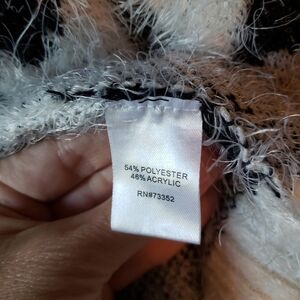 54% POLYESTER
46% ACRYLIC
RN#73352